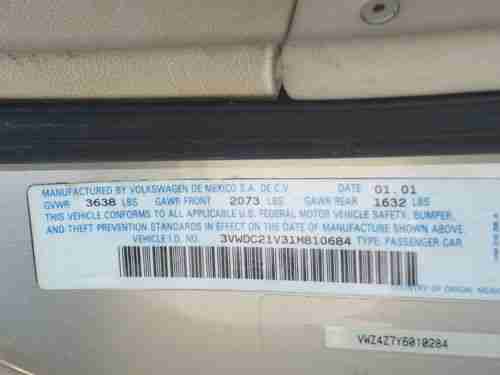 MANUFACTURED BY VOLKSWAGEN DE MEXICO S.A. DE C.V. DATE 01.01
GVWR 3638 LBS GAWR FRONT 2073 LBS GAWR REAR 1632 LBS
THIS VEHICLE CONFORMS TO ALL APPLICABLE U.S. FEDERAL MOTOR VEHICLE SAFETY, BUMPER,
AND THEFT PREVENTION STANDARDS IN EFFECT ON THE DATE OF MANUFACTURE SHOWN ABOVE.
VEHICLE I.D. NO. 3VWDC21V31M810684 TYPE: PASSENGER CAR
OF ORIGIN
VWZ4Z7Y6010284